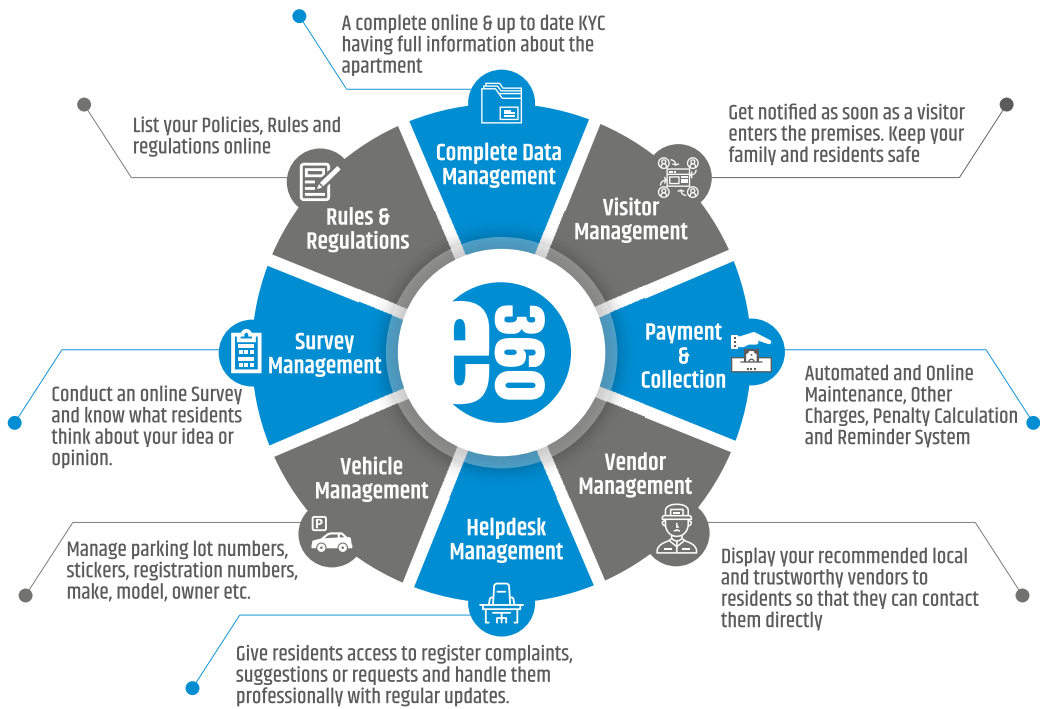 A complete online & up to date KYC
having full information about the
apartment
Complete Data
Management
Get notified as soon as a visitor
enters the premises. Keep your
family and residents safe
Visitor
Management
Payment
&
Collection
Automated and Online
Maintenance, Other
Charges, Penalty Calculation
and Reminder System
Vendor
Management
Display your recommended local
and trustworthy vendors to
residents so that they can contact
them directly
Helpdesk
Management
Give residents access to register complaints,
suggestions or requests and handle them
professionally with regular updates.
Vehicle
Management
P
Manage parking lot numbers,
stickers, registration numbers,
make, model, owner etc.
Survey
Management
Conduct an online Survey
and know what residents
think about your idea or
opinion.
Rules &
Regulations
List your Policies, Rules and
regulations online
e
360